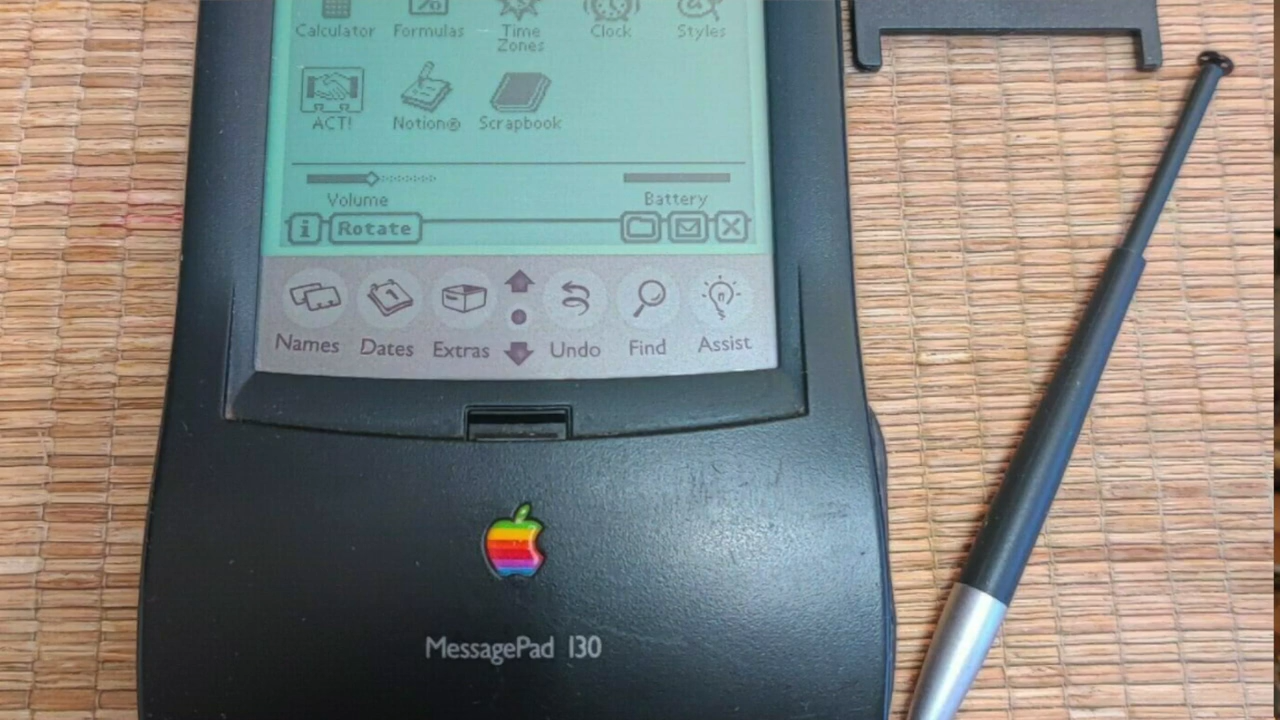 Calculator Formulas Time Zones Clock Styles
ACT! Notion® Scrapbook
Volume Battery
i Rotate
Names Dates Extras Undo Find Assist
MessagePad 130